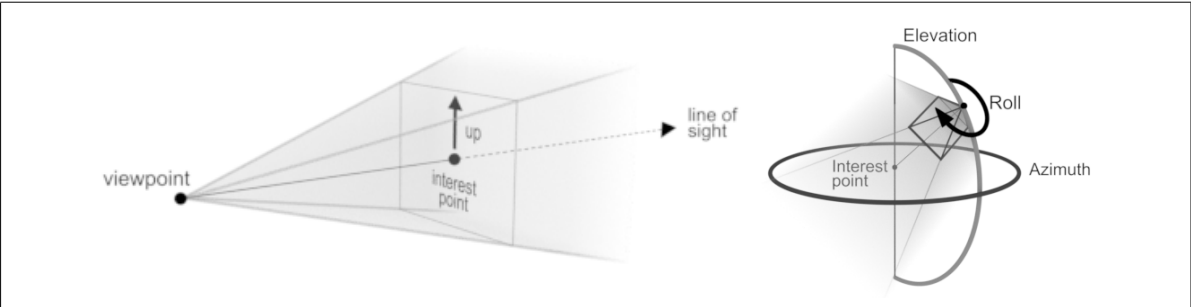 viewpoint
up
interest
point
line of
sight
Elevation
Roll
Interest
point
Azimuth